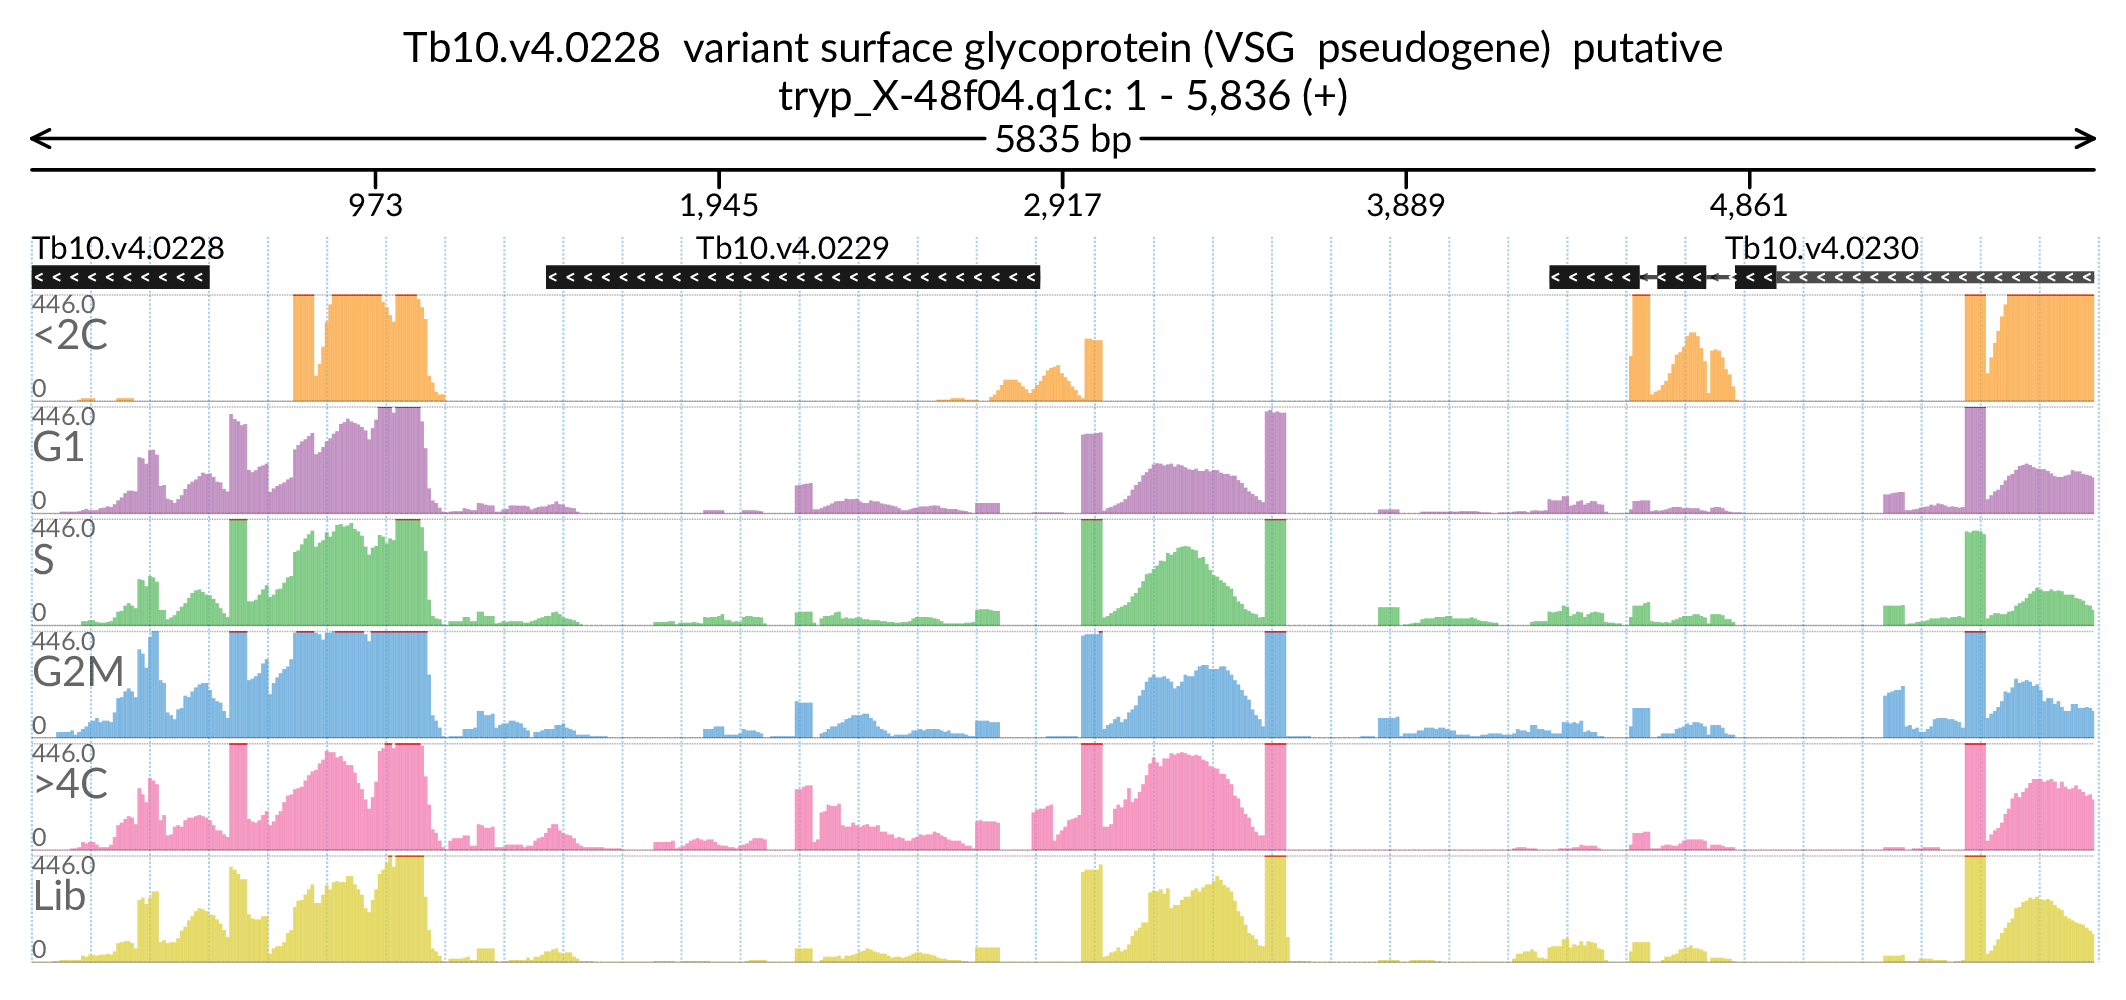 Tb10.v4.0228 variant surface glycoprotein (VSG pseudogene) putative
tryp_X-48f04.q1c: 1 - 5,836 (+)
5835 bp
973 1,945 2,917 3,889 4,861
Tb10.v4.0228 Tb10.v4.0229 Tb10.v4.0230
446.0
<2C
0
446.0
G1
0
446.0
S
0
446.0
G2M
0
446.0
>4C
0
446.0
Lib
0